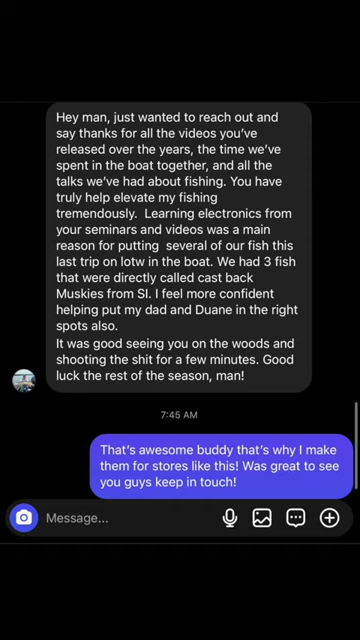 Hey man, just wanted to reach out and
say thanks for all the videos you've
released over the years, the time we've
spent in the boat together, and all the
talks we've had about fishing. You have
truly help elevate my fishing
tremendously.  Learning electronics from
your seminars and videos was a main
reason for putting  several of our fish this
last trip on lotw in the boat. We had 3 fish
that were directly called cast back
Muskies from SI. I feel more confident
helping put my dad and Duane in the right
spots also.
It was good seeing you on the woods and
shooting the shit for a few minutes. Good
luck the rest of the season, man!
7:45 AM
That's awesome buddy that's why I make
them for stores like this! Was great to see
you guys keep in touch!
Message...